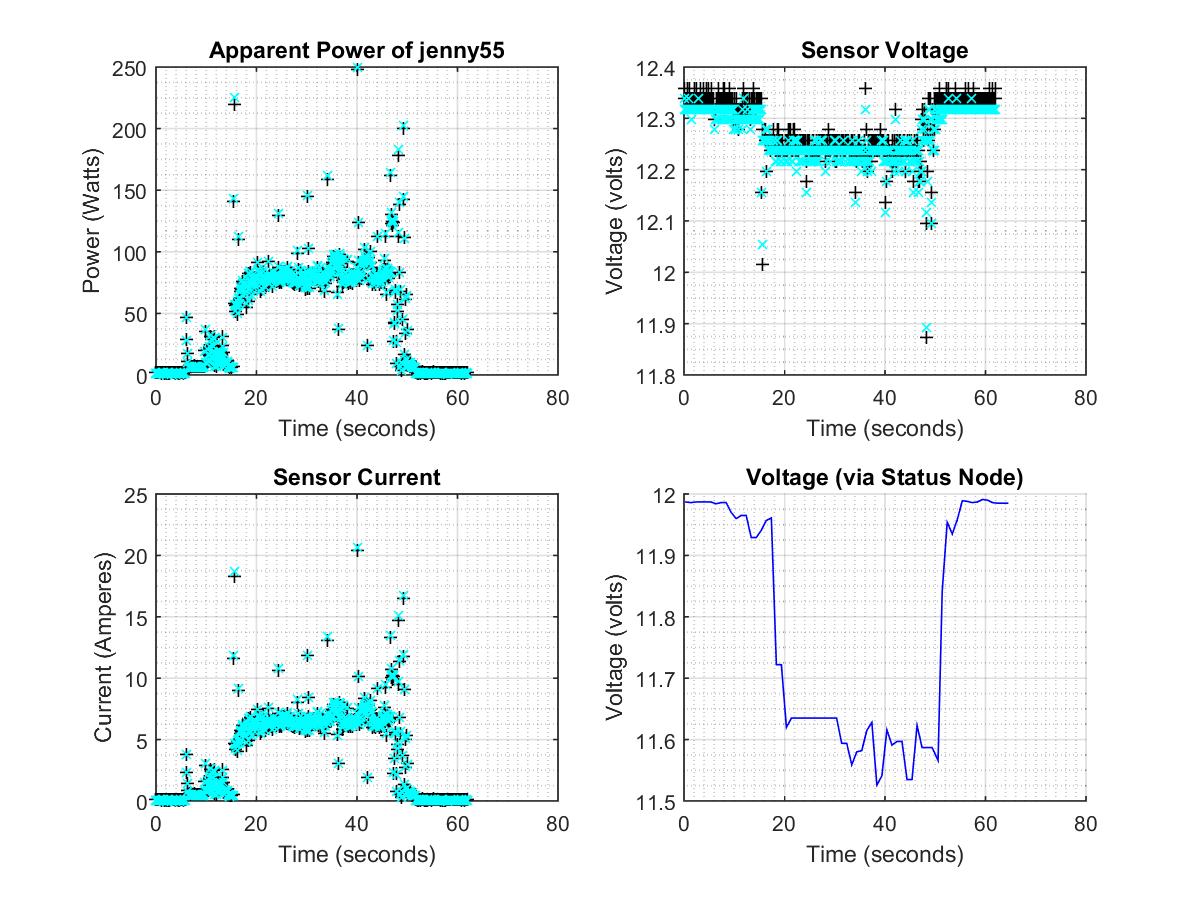 Apparent Power of jenny55
250
200
150
100
50
0
Power (Watts)
0 20 40 60 80
Time (seconds)
Sensor Voltage
12.4
12.3
12.2
12.1
12
11.9
11.8
Voltage (volts)
0 20 40 60 80
Time (seconds)
Sensor Current
25
20
15
10
5
0
Current (Amperes)
0 20 40 60 80
Time (seconds)
Voltage (via Status Node)
12
11.9
11.8
11.7
11.6
11.5
Voltage (volts)
0 20 40 60 80
Time (seconds)